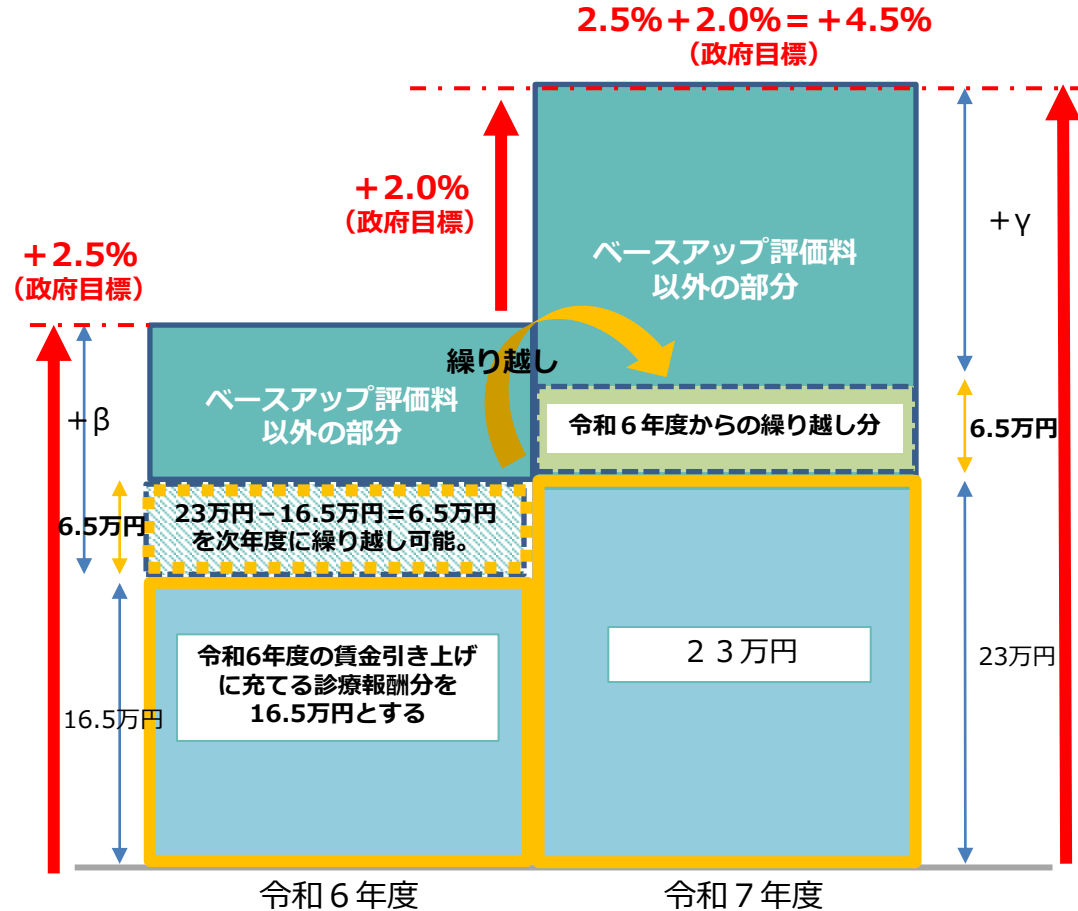 2.5%+2.0%=+4.5%
(政府目標)
+2.0%
(政府目標)
+2.5%
(政府目標)
+γ
ベースアップ評価料
以外の部分
繰り越し
ベースアップ評価料
以外の部分
+β
令和6年度からの繰り越し分
6.5万円
23万円-16.5万円=6.5万円
を次年度に繰り越し可能。
6.5万円
令和6年度の賃金引き上げ
に充てる診療報酬分を
16.5万円とする
16.5万円
23万円
23万円
令和6年度
令和7年度